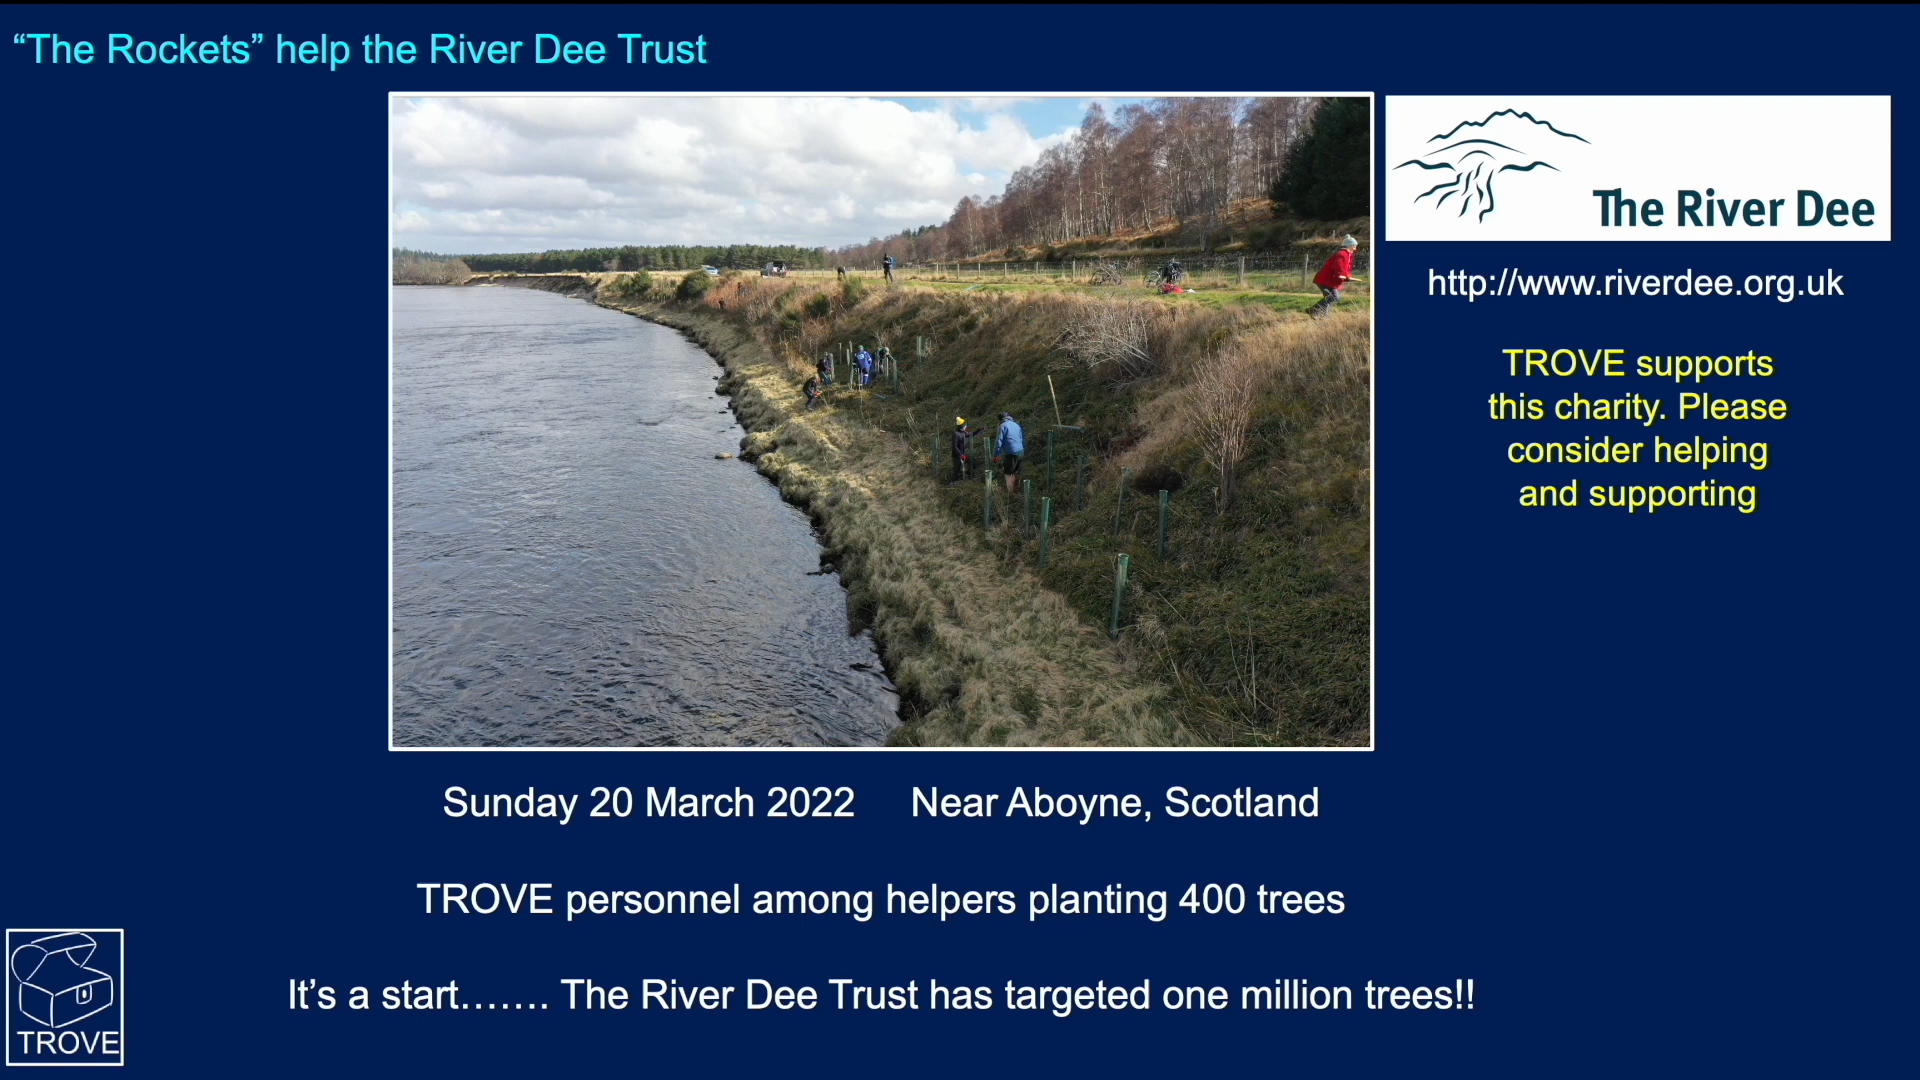 “The Rockets” help the River Dee Trust
The River Dee
http://www.riverdee.org.uk
TROVE supports
this charity. Please
consider helping
and supporting
Sunday 20 March 2022 Near Aboyne, Scotland
TROVE personnel among helpers planting 400 trees
It’s a start……. The River Dee Trust has targeted one million trees!!
TROVE